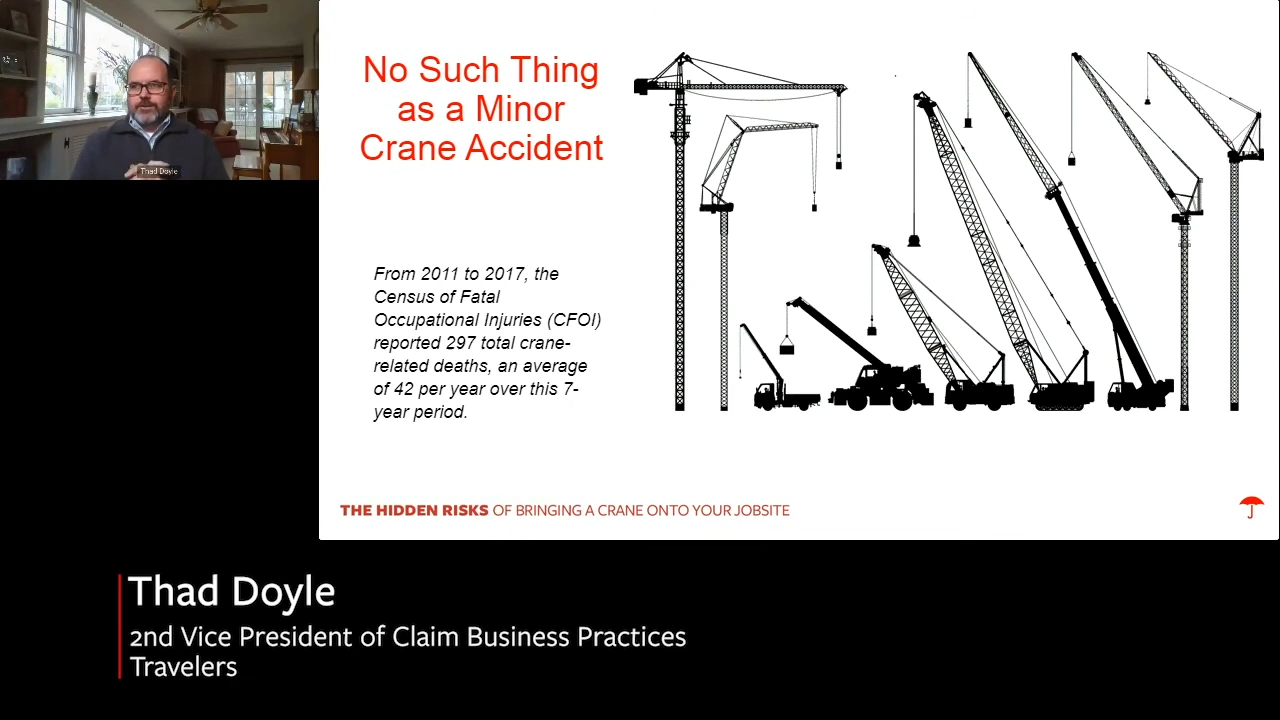 Thad Doyle
No Such Thing
as a Minor
Crane Accident
From 2011 to 2017, the
Census of Fatal
Occupational Injuries (CFOI)
reported 297 total crane-
related deaths, an average
of 42 per year over this 7-
year period.
THE HIDDEN RISKS OF BRINGING A CRANE ONTO YOUR JOBSITE
Thad Doyle
2nd Vice President of Claim Business Practices
Travelers